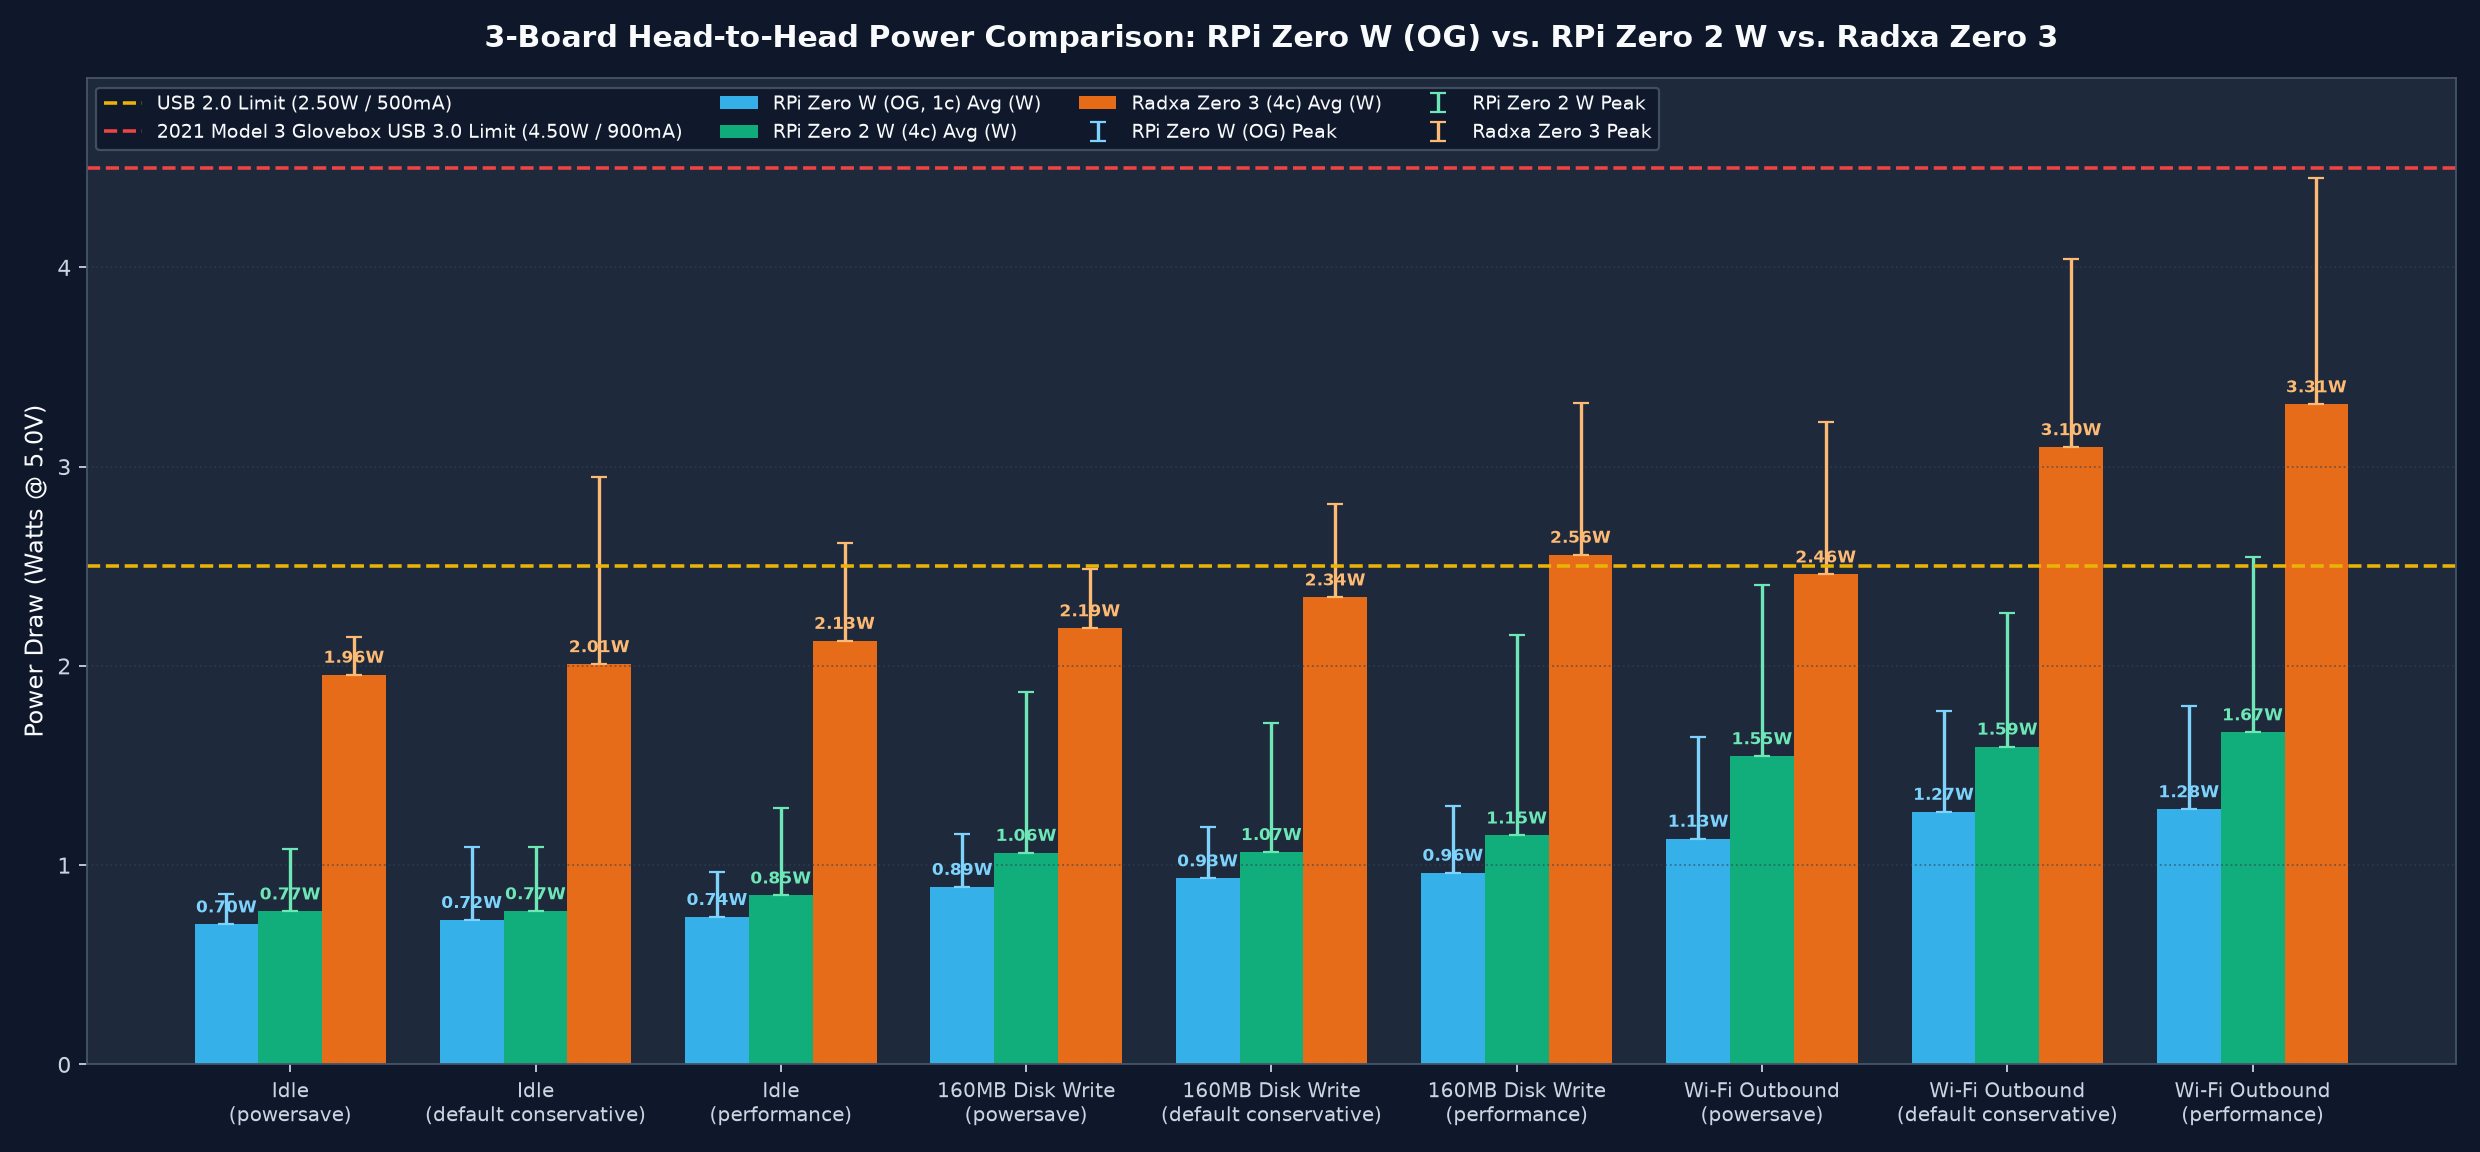 3-Board Head-to-Head Power Comparison: RPi Zero W (OG) vs. RPi Zero 2 W vs. Radxa Zero 3
USB 2.0 Limit (2.50W / 500mA)
2021 Model 3 Glovebox USB 3.0 Limit (4.50W / 900mA)
RPi Zero W (OG, 1c) Avg (W)
RPi Zero 2 W (4c) Avg (W)
Radxa Zero 3 (4c) Avg (W)
RPi Zero W (OG) Peak
RPi Zero 2 W Peak
Radxa Zero 3 Peak
Power Draw (Watts @ 5.0V)
4
3
2
1
0
0.70W
0.77W
1.96W
0.72W
0.77W
2.01W
0.74W
0.85W
2.13W
0.89W
1.06W
2.19W
0.93W
1.07W
2.34W
0.96W
1.15W
2.56W
1.13W
1.55W
2.46W
1.27W
1.59W
3.10W
1.28W
1.67W
3.31W
Idle
(powersave)
Idle
(default conservative)
Idle
(performance)
160MB Disk Write
(powersave)
160MB Disk Write
(default conservative)
160MB Disk Write
(performance)
Wi-Fi Outbound
(powersave)
Wi-Fi Outbound
(default conservative)
Wi-Fi Outbound
(performance)